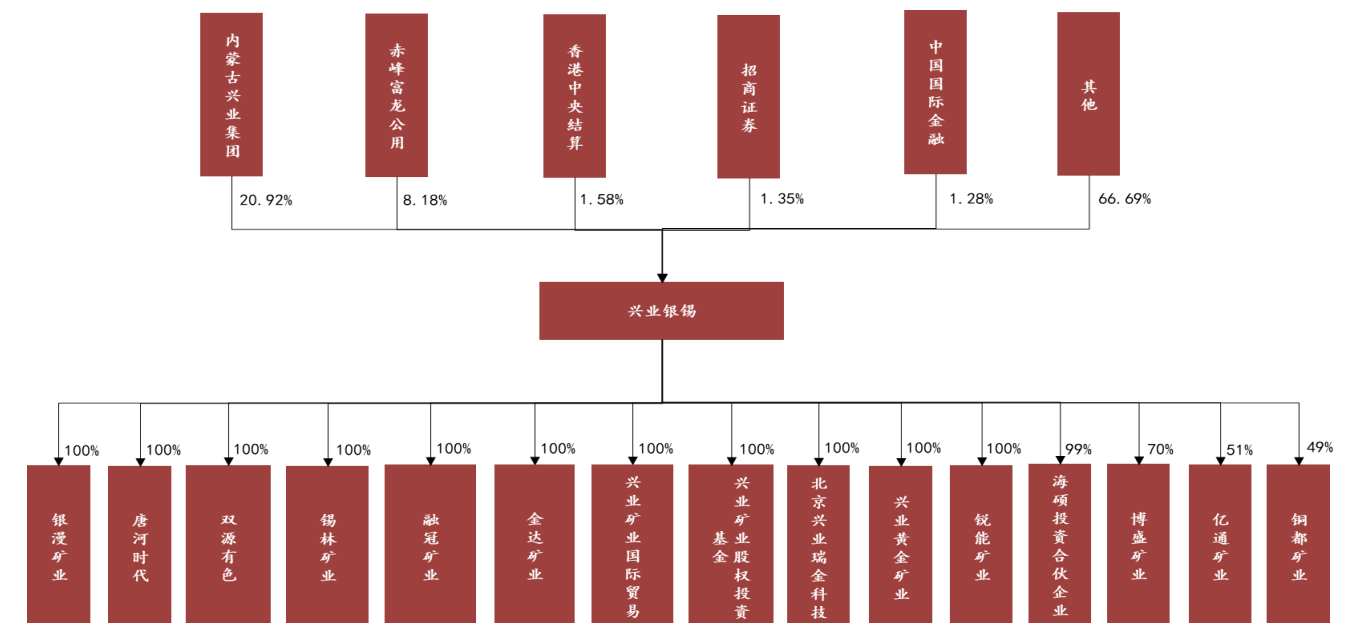 内蒙古兴业集团
赤峰富龙公用
香港中央结算
招商证券
中国国际金融
其他
20.92%
8.18%
1.58%
1.35%
1.28%
66.69%
兴业银锡
100%
100%
100%
100%
100%
100%
100%
100%
100%
100%
100%
99%
70%
51%
49%
银漫矿业
唐河时代
双源有色
锡林矿业
融冠矿业
金达矿业
兴业矿业国际贸易
兴业矿业股权投资
基金
北京兴业瑞金科技
兴业黄金矿业
锐能矿业
海硕投资合伙企业
博盛矿业
亿通矿业
铜都矿业